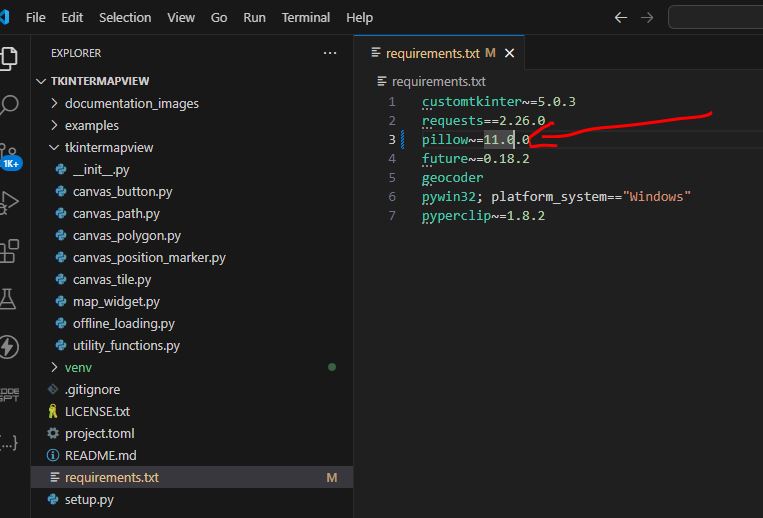 File Edit Selection View Go Run Terminal Help
EXPLORER
TKINTERMAPVIEW
documentation_images
examples
tkintermapview
__init__.py
canvas_button.py
canvas_path.py
canvas_polygon.py
canvas_position_marker.py
canvas_tile.py
map_widget.py
offline_loading.py
utility_functions.py
venv
.gitignore
LICENSE.txt
project.toml
README.md
requirements.txt M
setup.py
1K+
requirements.txt M
requirements.txt
1 customtkinter~=5.0.3
2 requests==2.26.0
3 pillow~=11.0.0
4 future~=0.18.2
5 geocoder
6 pywin32; platform_system=="Windows"
7 pyperclip~=1.8.2